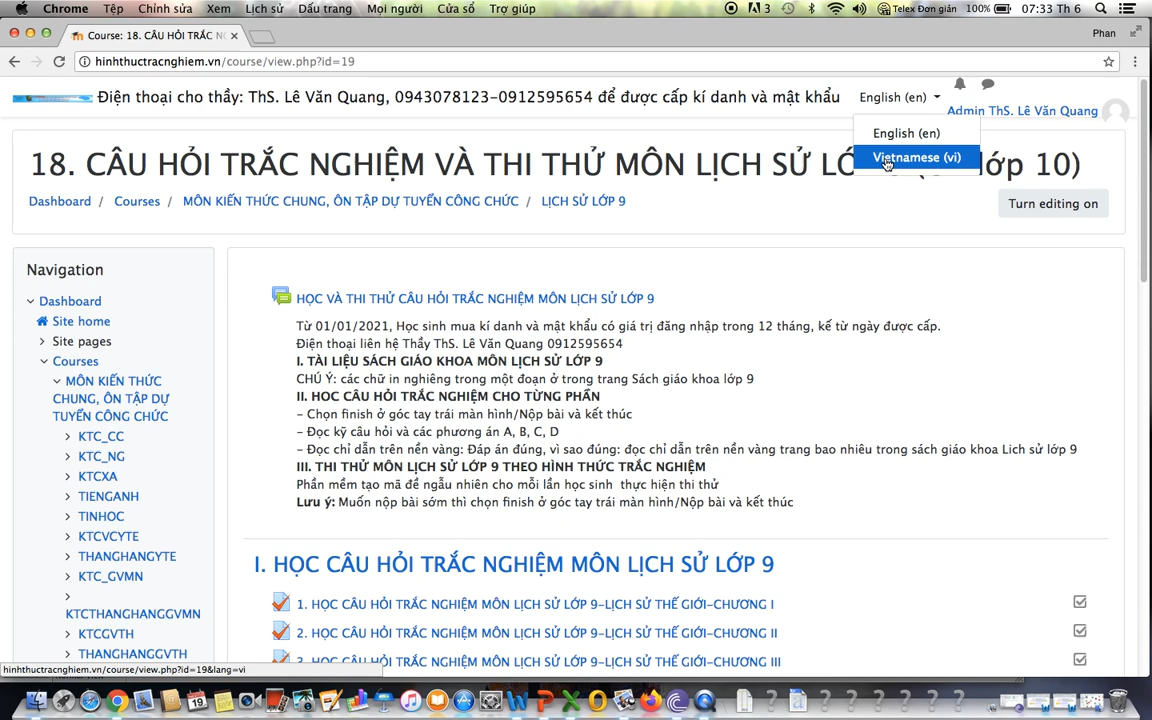 Chrome Tệp Chỉnh sửa Xem Lịch sử Dấu trang Mọi người Cửa sổ Trợ giúp 3 Telex Đơn giản 100% 07:33 Th 6
Course: 18. CÂU HỎI TRẮC NG Phan
hinhthuctracnghiem.vn/course/view.php?id=19
Điện thoại cho thầy: ThS. Lê Văn Quang, 0943078123-0912595654 để được cấp kí danh và mật khẩu English (en)
Admin ThS. Lê Văn Quang
English (en)
Vietnamese (vi)
18. CÂU HỎI TRẮC NGHIỆM VÀ THI THỬ MÔN LỊCH SỬ LỚ lớp 10)
Dashboard / Courses / MÔN KIẾN THỨC CHUNG, ÔN TẬP DỰ TUYỂN CÔNG CHỨC / LỊCH SỬ LỚP 9
Turn editing on
Navigation
Dashboard
Site home
Site pages
Courses
MÔN KIẾN THỨC
CHUNG, ÔN TẬP DỰ
TUYỂN CÔNG CHỨC
KTC_CC
KTC_NG
KTCXA
TIENGANH
TINHOC
KTCVCYTE
THANGHANGYTE
KTC_GVMN
KTCTHANGHANGGVMN
KTCGVTH
THANGHANGGVTH
HỌC VÀ THI THỬ CÂU HỎI TRẮC NGHIỆM MÔN LỊCH SỬ LỚP 9
Từ 01/01/2021, Học sinh mua kí danh và mật khẩu có giá trị đăng nhập trong 12 tháng, kế từ ngày được cấp.
Điện thoại liên hệ Thầy ThS. Lê Văn Quang 0912595654
I. TÀI LIỆU SÁCH GIÁO KHOA MÔN LỊCH SỬ LỚP 9
CHÚ Ý: các chữ in nghiêng trong một đoạn ở trong trang Sách giáo khoa lớp 9
II. HOC CÂU HỎI TRẮC NGHIỆM CHO TỪNG PHẦN
- Chọn finish ở góc tay trái màn hình/Nộp bài và kết thúc
- Đọc kỹ câu hỏi và các phương án A, B, C, D
- Đọc chỉ dẫn trên nền vàng: Đáp án đúng, vì sao đúng: đọc chỉ dẫn trên nền vàng trang bao nhiêu trong sách giáo khoa Lich sử lớp 9
III. THI THỬ MÔN LỊCH SỬ LỚP 9 THEO HÌNH THỨC TRẮC NGHIỆM
Phần mềm tạo mã đề ngẫu nhiên cho mỗi lần học sinh thực hiện thi thử
Lưu ý: Muốn nộp bài sớm thì chọn finish ở góc tay trái màn hình/Nộp bài và kết thúc
I. HỌC CÂU HỎI TRẮC NGHIỆM MÔN LỊCH SỬ LỚP 9
1. HỌC CÂU HỎI TRẮC NGHIỆM MÔN LỊCH SỬ LỚP 9-LỊCH SỬ THẾ GIỚI-CHƯƠNG I
2. HỌC CÂU HỎI TRẮC NGHIỆM MÔN LỊCH SỬ LỚP 9-LỊCH SỬ THẾ GIỚI-CHƯƠNG II
3. HỌC CÂU HỎI TRẮC NGHIỆM MÔN LỊCH SỬ LỚP 9-LỊCH SỬ THẾ GIỚI-CHƯƠNG III
hinhthuctracnghiem.vn/course/view.php?id=19&lang=vi